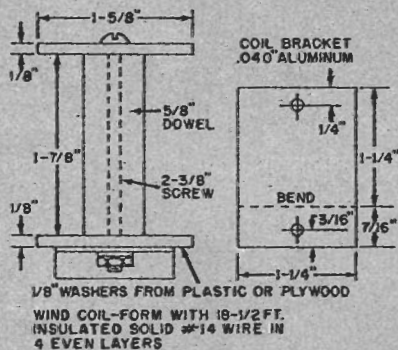 1-5/8"
1/8"
5/8"
DOWEL
1-7/8"
2-3/8"
SCREW
1/8"
COIL BRACKET
.040" ALUMINUM
1/4"
1-1/4"
BEND
3/16"
7/16"
1-1/4"
1/8" WASHERS FROM PLASTIC OR PLYWOOD
WIND COIL-FORM WITH 18-1/2 FT.
INSULATED SOLID #14 WIRE IN
4 EVEN LAYERS